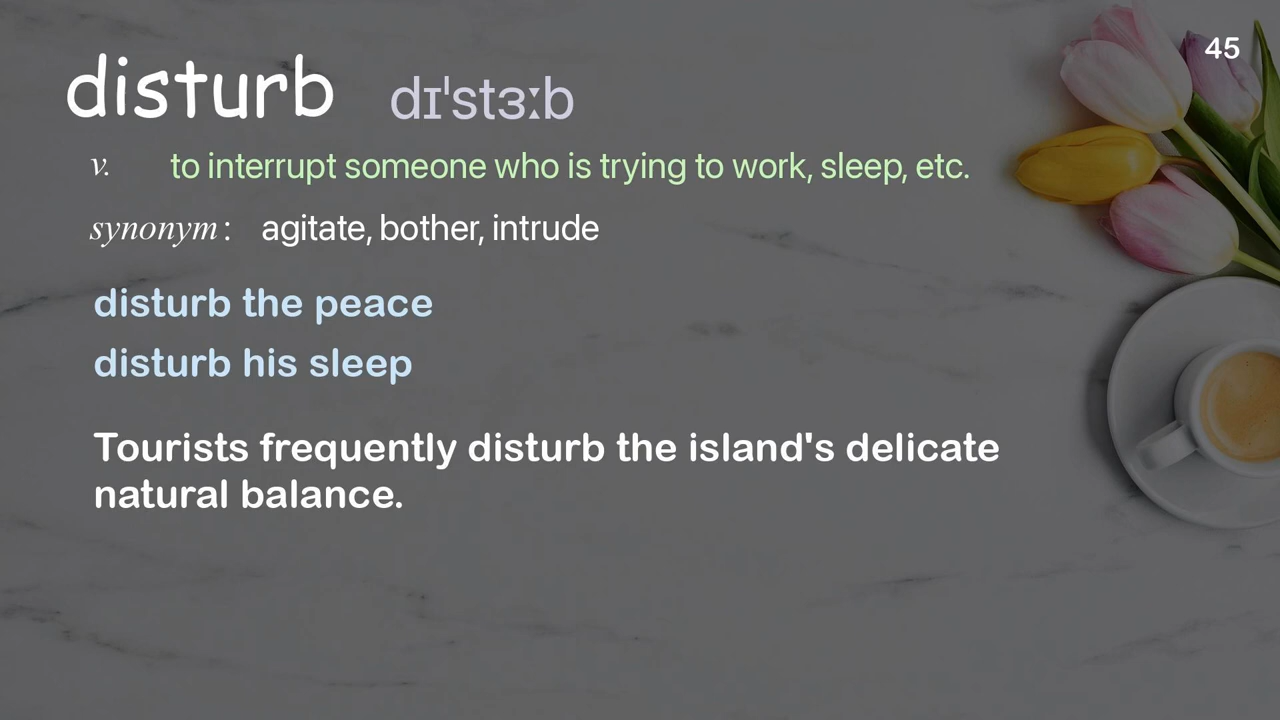 45
disturb dɪˈstɜːb
v. to interrupt someone who is trying to work, sleep, etc.
synonym: agitate, bother, intrude
disturb the peace
disturb his sleep
Tourists frequently disturb the island's delicate
natural balance.